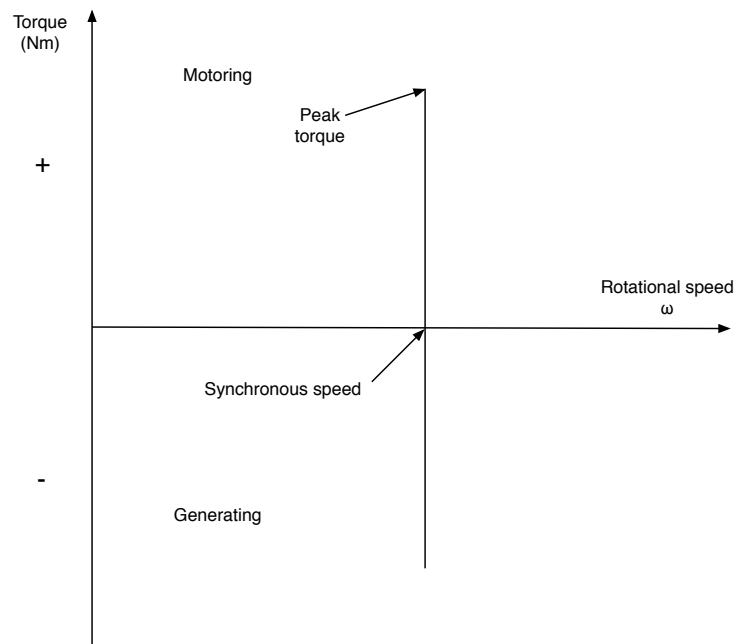 Torque
(Nm)
Motoring
Peak
torque
+
Rotational speed
ω
Synchronous speed
-
Generating